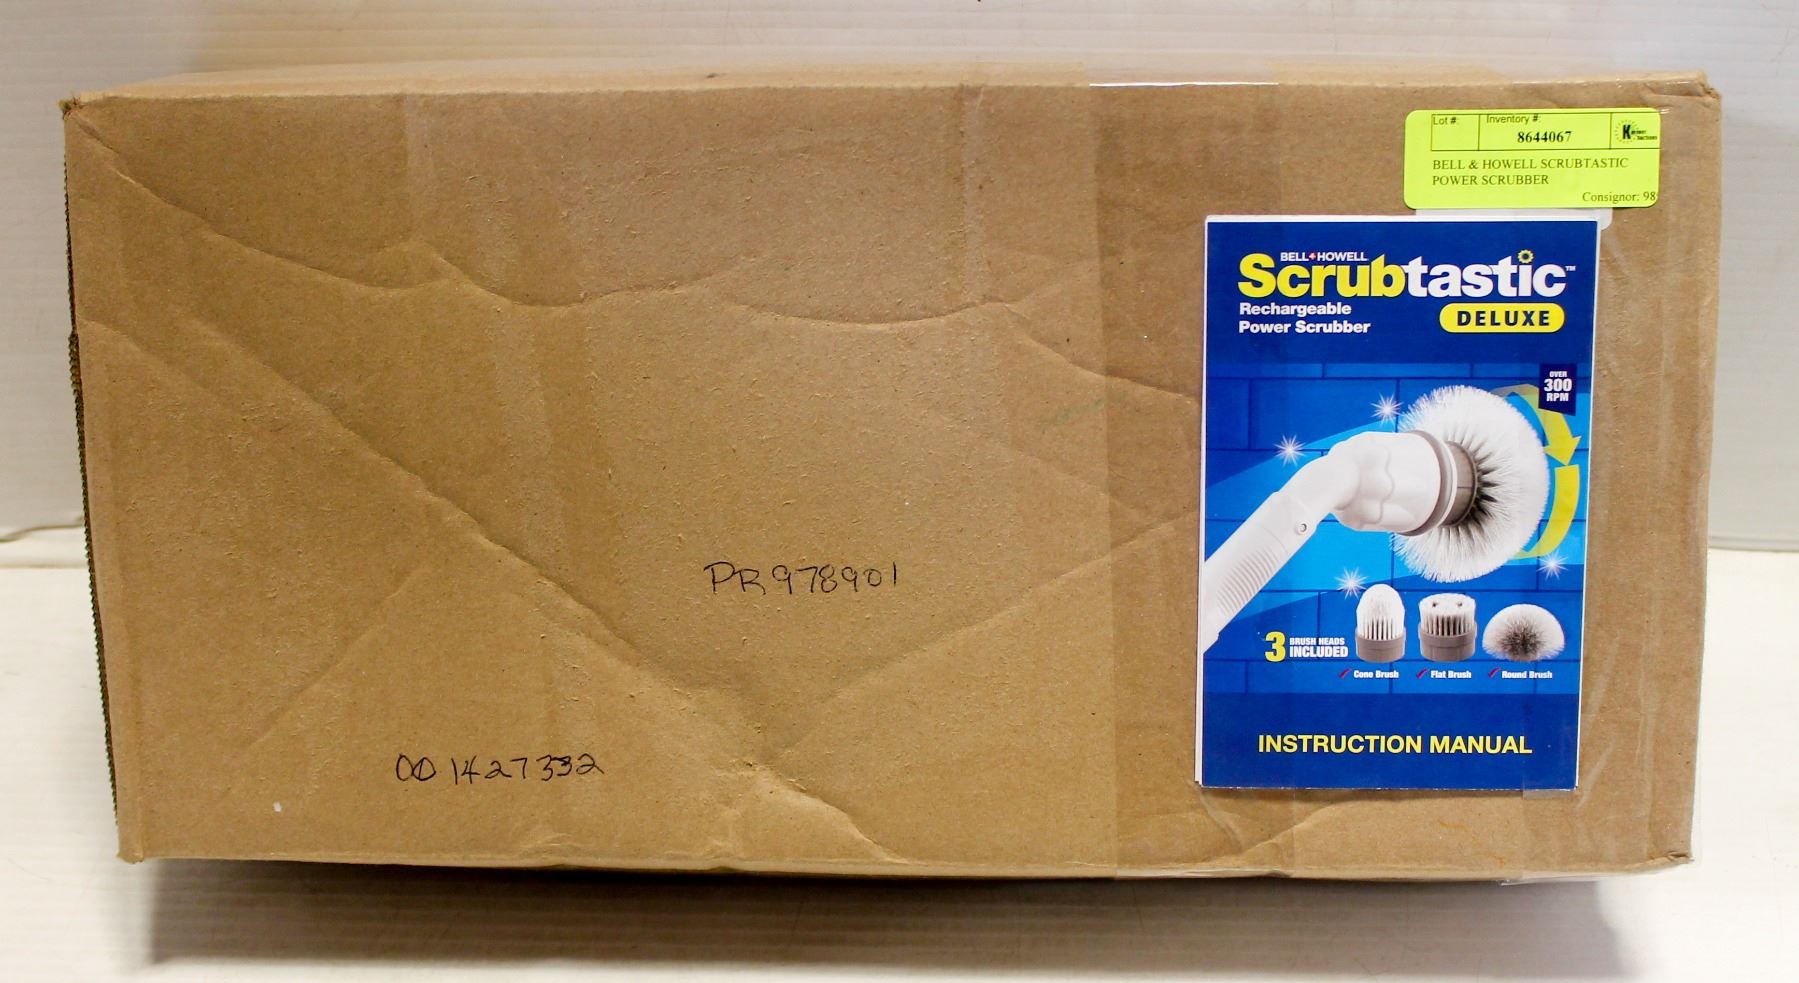 Lot #: Inventory #:
8644067
BELL & HOWELL SCRUBTASTIC
POWER SCRUBBER
Consignor: 98
BELL+HOWELL
Scrubtastic™
Rechargeable
Power Scrubber
DELUXE
OVER
300
RPM
PR978901
3 BRUSH HEADS
INCLUDED
Cone Brush Flat Brush Round Brush
INSTRUCTION MANUAL
001427332